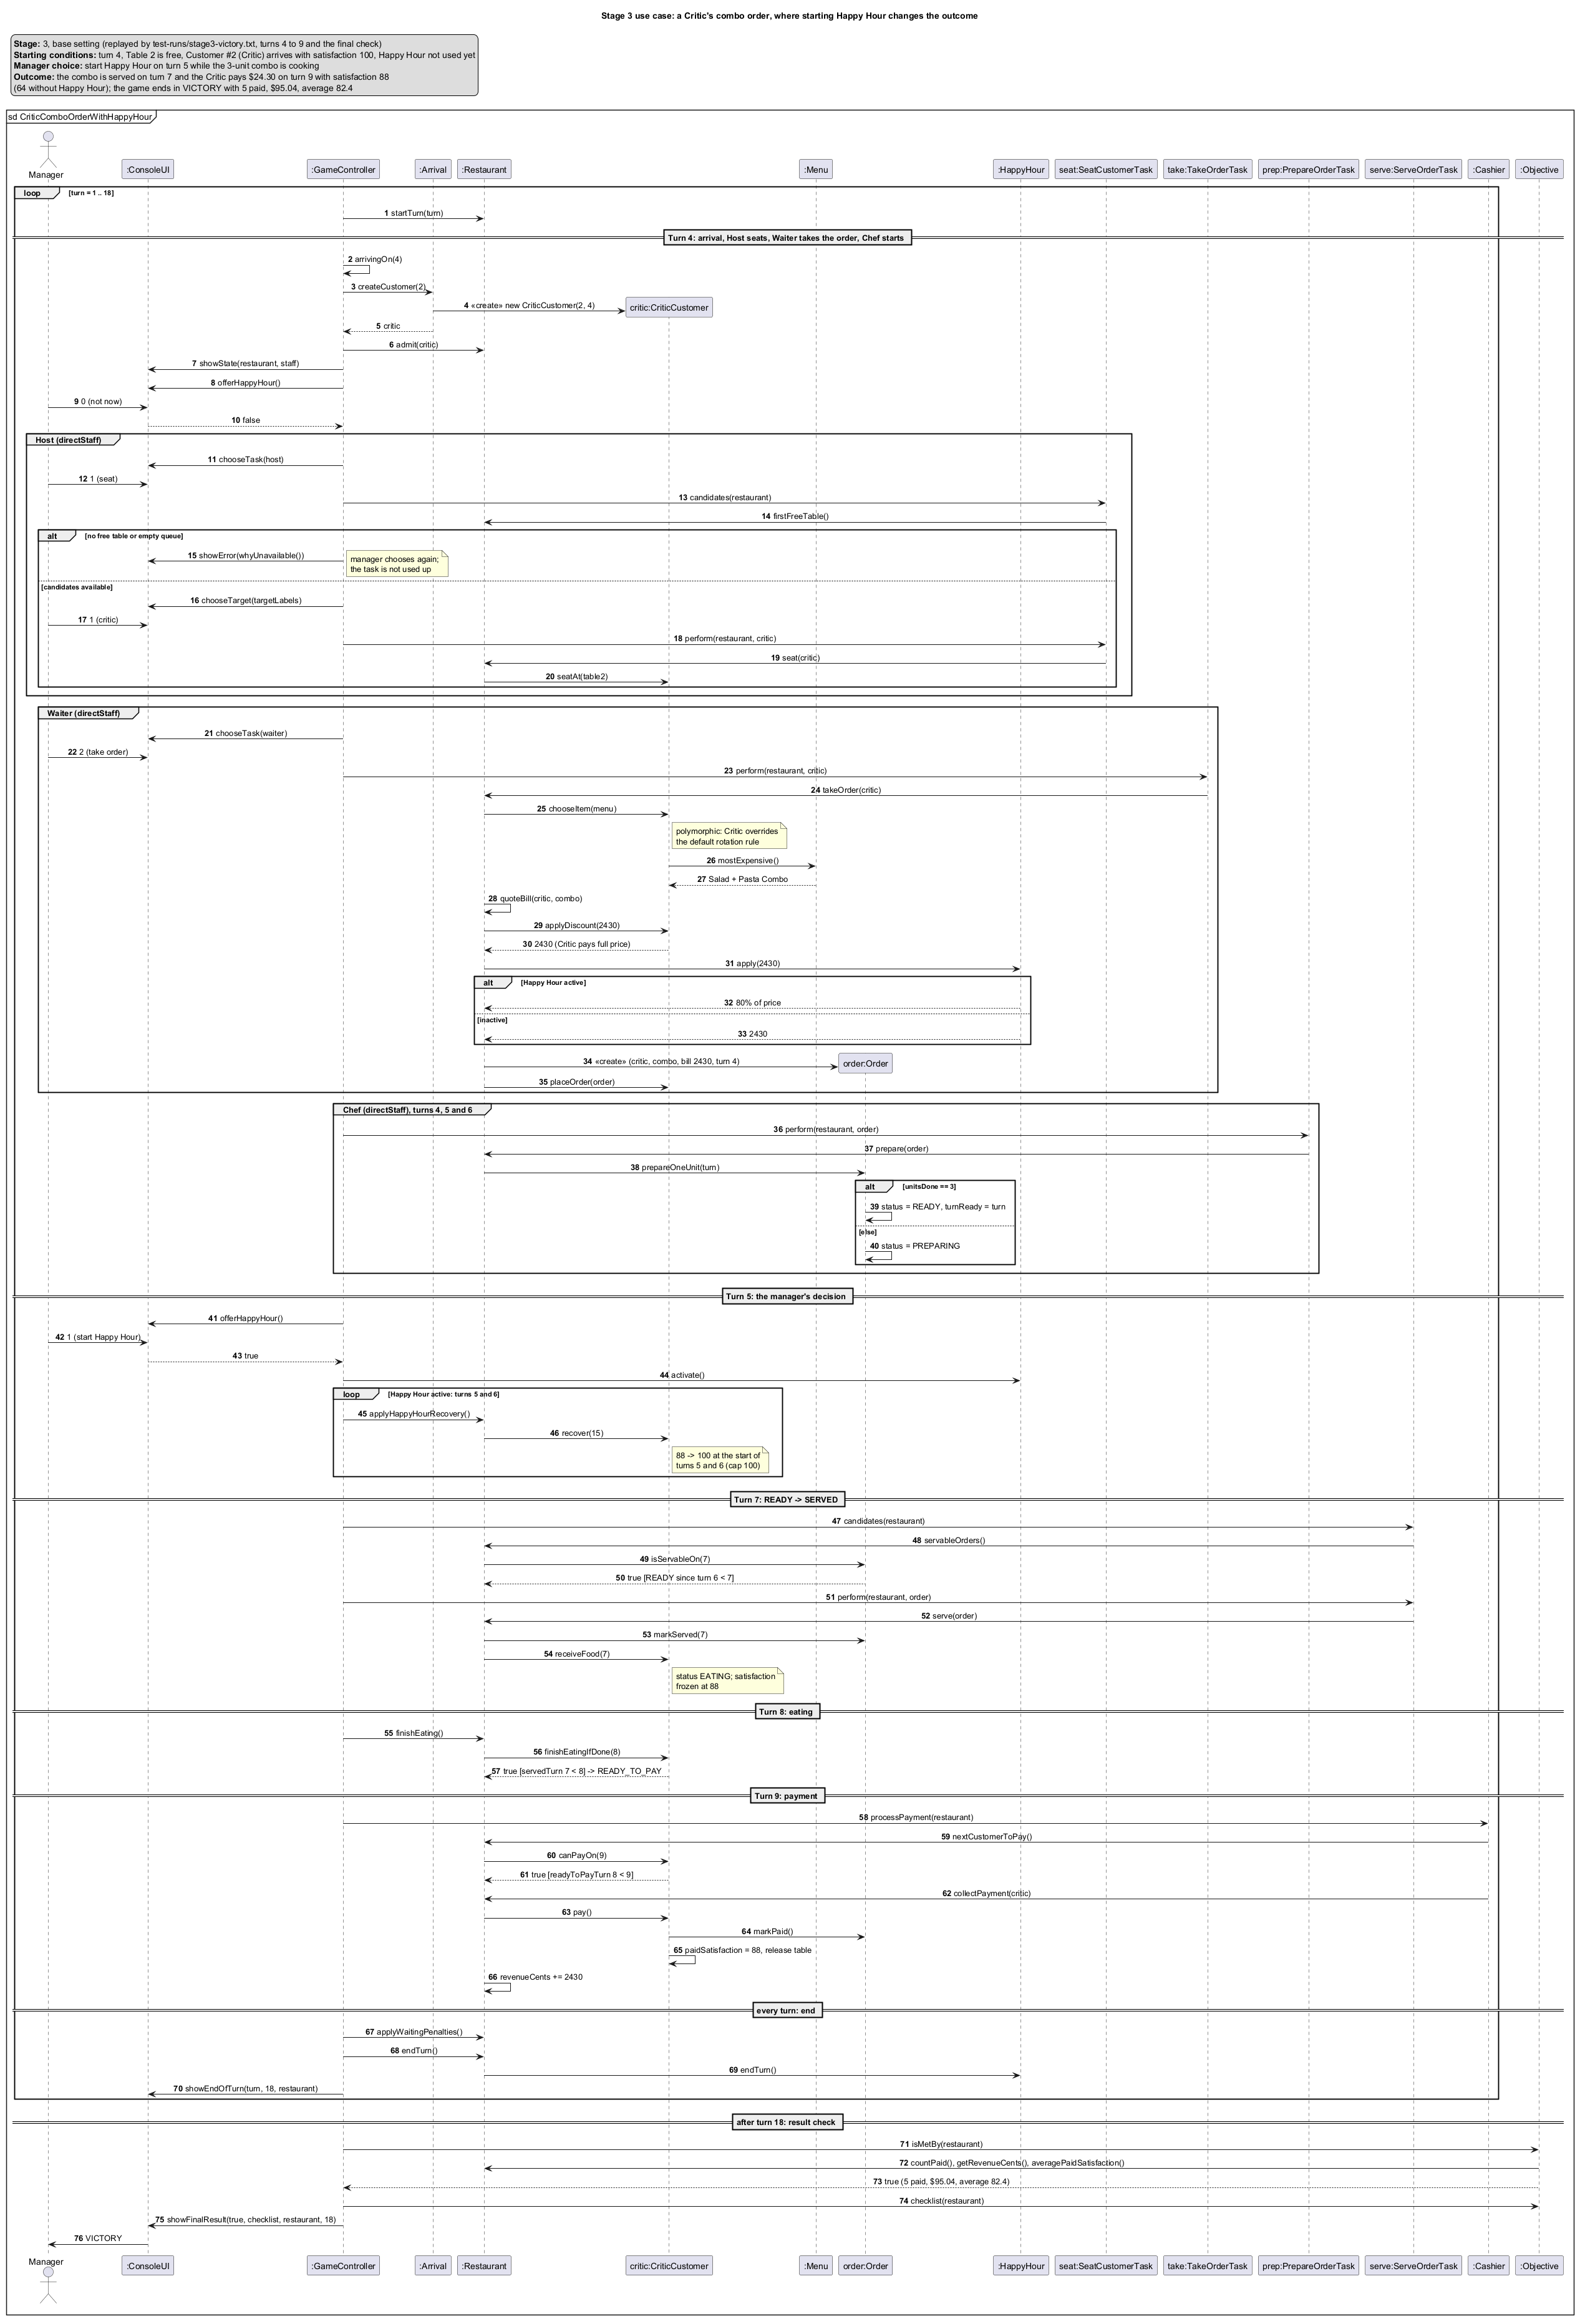 Stage 3 use case: a Critic's combo order, where starting Happy Hour changes the outcome
Stage: 3, base setting (replayed by test-runs/stage3-victory.txt, turns 4 to 9 and the final check)
Starting conditions: turn 4, Table 2 is free, Customer #2 (Critic) arrives with satisfaction 100, Happy Hour not used yet
Manager choice: start Happy Hour on turn 5 while the 3-unit combo is cooking
Outcome: the combo is served on turn 7 and the Critic pays $24.30 on turn 9 with satisfaction 88
(64 without Happy Hour); the game ends in VICTORY with 5 paid, $95.04, average 82.4
sd CriticComboOrderWithHappyHour
Manager
:ConsoleUI
:GameController
:Arrival
:Restaurant
:Menu
:HappyHour
seat:SeatCustomerTask
take:TakeOrderTask
prep:PrepareOrderTask
serve:ServeOrderTask
:Cashier
:Objective
loop [turn = 1 .. 18]
1 startTurn(turn)
Turn 4: arrival, Host seats, Waiter takes the order, Chef starts
2 arrivingOn(4)
3 createCustomer(2)
4 «create» new CriticCustomer(2, 4)
critic:CriticCustomer
5 critic
6 admit(critic)
7 showState(restaurant, staff)
8 offerHappyHour()
9 0 (not now)
10 false
Host (directStaff)
11 chooseTask(host)
12 1 (seat)
13 candidates(restaurant)
14 firstFreeTable()
alt [no free table or empty queue]
15 showError(whyUnavailable())
manager chooses again;
the task is not used up
[candidates available]
16 chooseTarget(targetLabels)
17 1 (critic)
18 perform(restaurant, critic)
19 seat(critic)
20 seatAt(table2)
Waiter (directStaff)
21 chooseTask(waiter)
22 2 (take order)
23 perform(restaurant, critic)
24 takeOrder(critic)
25 chooseItem(menu)
polymorphic: Critic overrides
the default rotation rule
26 mostExpensive()
27 Salad + Pasta Combo
28 quoteBill(critic, combo)
29 applyDiscount(2430)
30 2430 (Critic pays full price)
31 apply(2430)
alt [Happy Hour active]
32 80% of price
[inactive]
33 2430
34 «create» (critic, combo, bill 2430, turn 4)
order:Order
35 placeOrder(order)
Chef (directStaff), turns 4, 5 and 6
36 perform(restaurant, order)
37 prepare(order)
38 prepareOneUnit(turn)
alt [unitsDone == 3]
39 status = READY, turnReady = turn
[else]
40 status = PREPARING
Turn 5: the manager's decision
41 offerHappyHour()
42 1 (start Happy Hour)
43 true
44 activate()
loop [Happy Hour active: turns 5 and 6]
45 applyHappyHourRecovery()
46 recover(15)
88 -> 100 at the start of
turns 5 and 6 (cap 100)
Turn 7: READY -> SERVED
47 candidates(restaurant)
48 servableOrders()
49 isServableOn(7)
50 true [READY since turn 6 < 7]
51 perform(restaurant, order)
52 serve(order)
53 markServed(7)
54 receiveFood(7)
status EATING; satisfaction
frozen at 88
Turn 8: eating
55 finishEating()
56 finishEatingIfDone(8)
57 true [servedTurn 7 < 8] -> READY_TO_PAY
Turn 9: payment
58 processPayment(restaurant)
59 nextCustomerToPay()
60 canPayOn(9)
61 true [readyToPayTurn 8 < 9]
62 collectPayment(critic)
63 pay()
64 markPaid()
65 paidSatisfaction = 88, release table
66 revenueCents += 2430
every turn: end
67 applyWaitingPenalties()
68 endTurn()
69 endTurn()
70 showEndOfTurn(turn, 18, restaurant)
after turn 18: result check
71 isMetBy(restaurant)
72 countPaid(), getRevenueCents(), averagePaidSatisfaction()
73 true (5 paid, $95.04, average 82.4)
74 checklist(restaurant)
75 showFinalResult(true, checklist, restaurant, 18)
76 VICTORY
Manager
:ConsoleUI
:GameController
:Arrival
:Restaurant
critic:CriticCustomer
:Menu
order:Order
:HappyHour
seat:SeatCustomerTask
take:TakeOrderTask
prep:PrepareOrderTask
serve:ServeOrderTask
:Cashier
:Objective